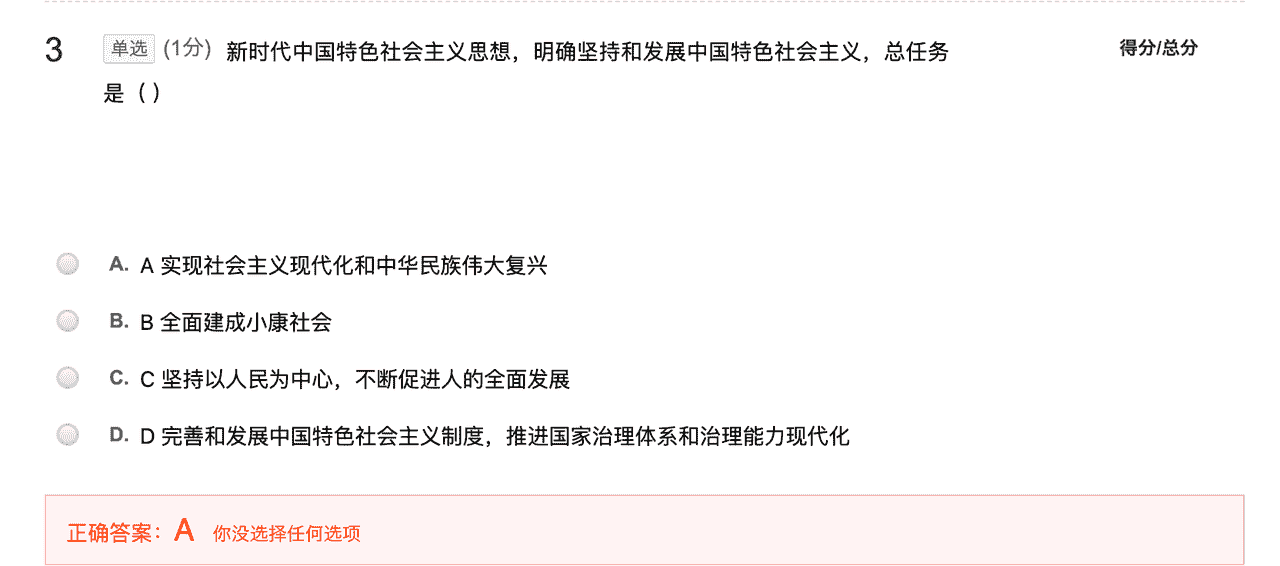 3 单选 (1分) 新时代中国特色社会主义思想，明确坚持和发展中国特色社会主义，总任务 得分/总分
是（）
A. A 实现社会主义现代化和中华民族伟大复兴
B. B 全面建成小康社会
C. C 坚持以人民为中心，不断促进人的全面发展
D. D 完善和发展中国特色社会主义制度，推进国家治理体系和治理能力现代化
正确答案：A 你没选择任何选项